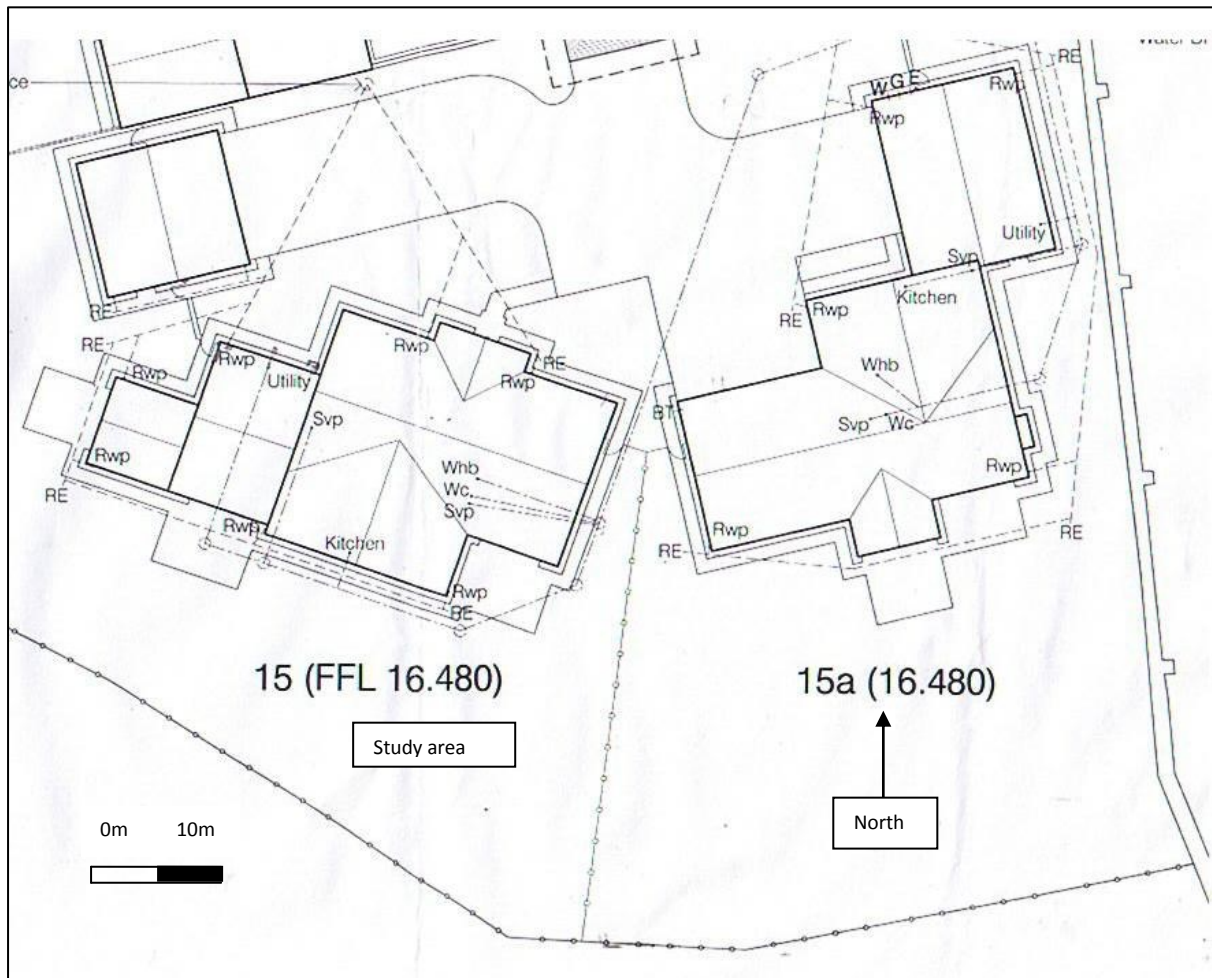 ce
RE
W G E
Rwp
Rwp
Utility
Svp
Kitchen
RE
Rwp
RE
RE
Rwp
Rwp
Utility
Rwp
Rwp
RE
Svp
Whb
BT
Svp
Wc
Rwp
Rwp
RE
Whb
Wc
Svp
Rwp
Kitchen
Rwp
RE
Rwp
RE
RE
15 (FFL 16.480)
15a (16.480)
Study area
North
0m 10m